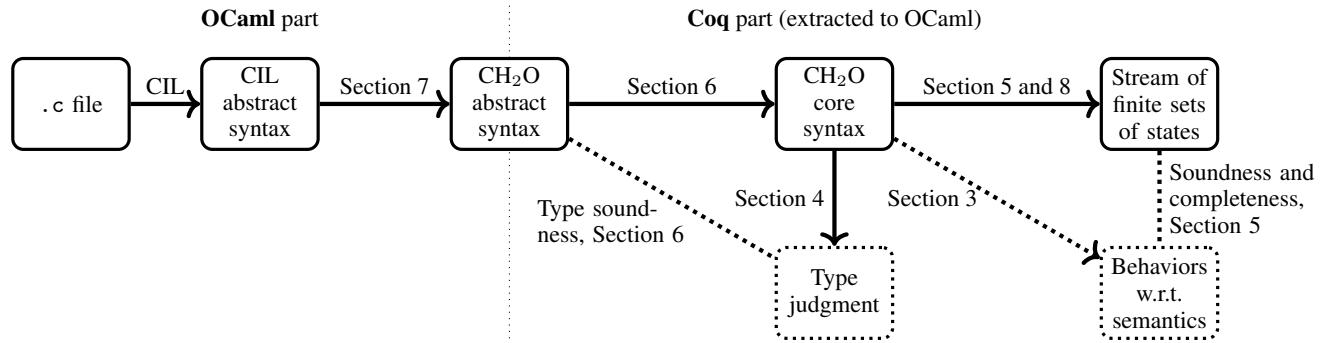 OCaml part
Coq part (extracted to OCaml)
.c file
CIL
CIL
abstract
syntax
Section 7
CH₂O
abstract
syntax
Section 6
CH₂O
core
syntax
Section 5 and 8
Stream of
finite sets
of states
Type sound-
ness, Section 6
Section 4
Section 3
Soundness and
completeness,
Section 5
Type
judgment
Behaviors
w.r.t.
semantics